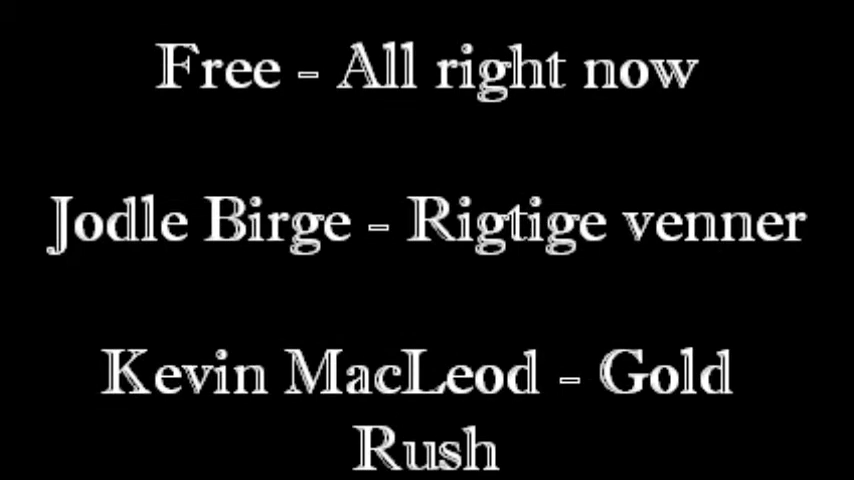 Free - All right now
Jodle Birge - Rigtige venner
Kevin MacLeod - Gold
Rush